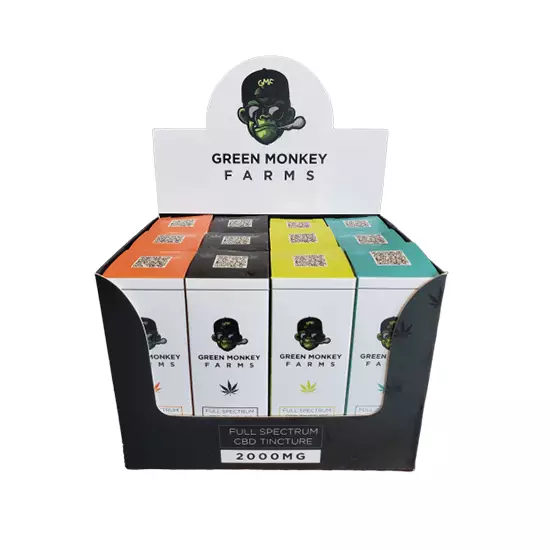 GMF
GREEN MONKEY
FARMS
GREEN MONKEY
FARMS
GREEN MONKEY
FARMS
FULL SPECTRUM
FULL SPECTRUM
FULL SPECTRUM
CBD TINCTURE
2000MG